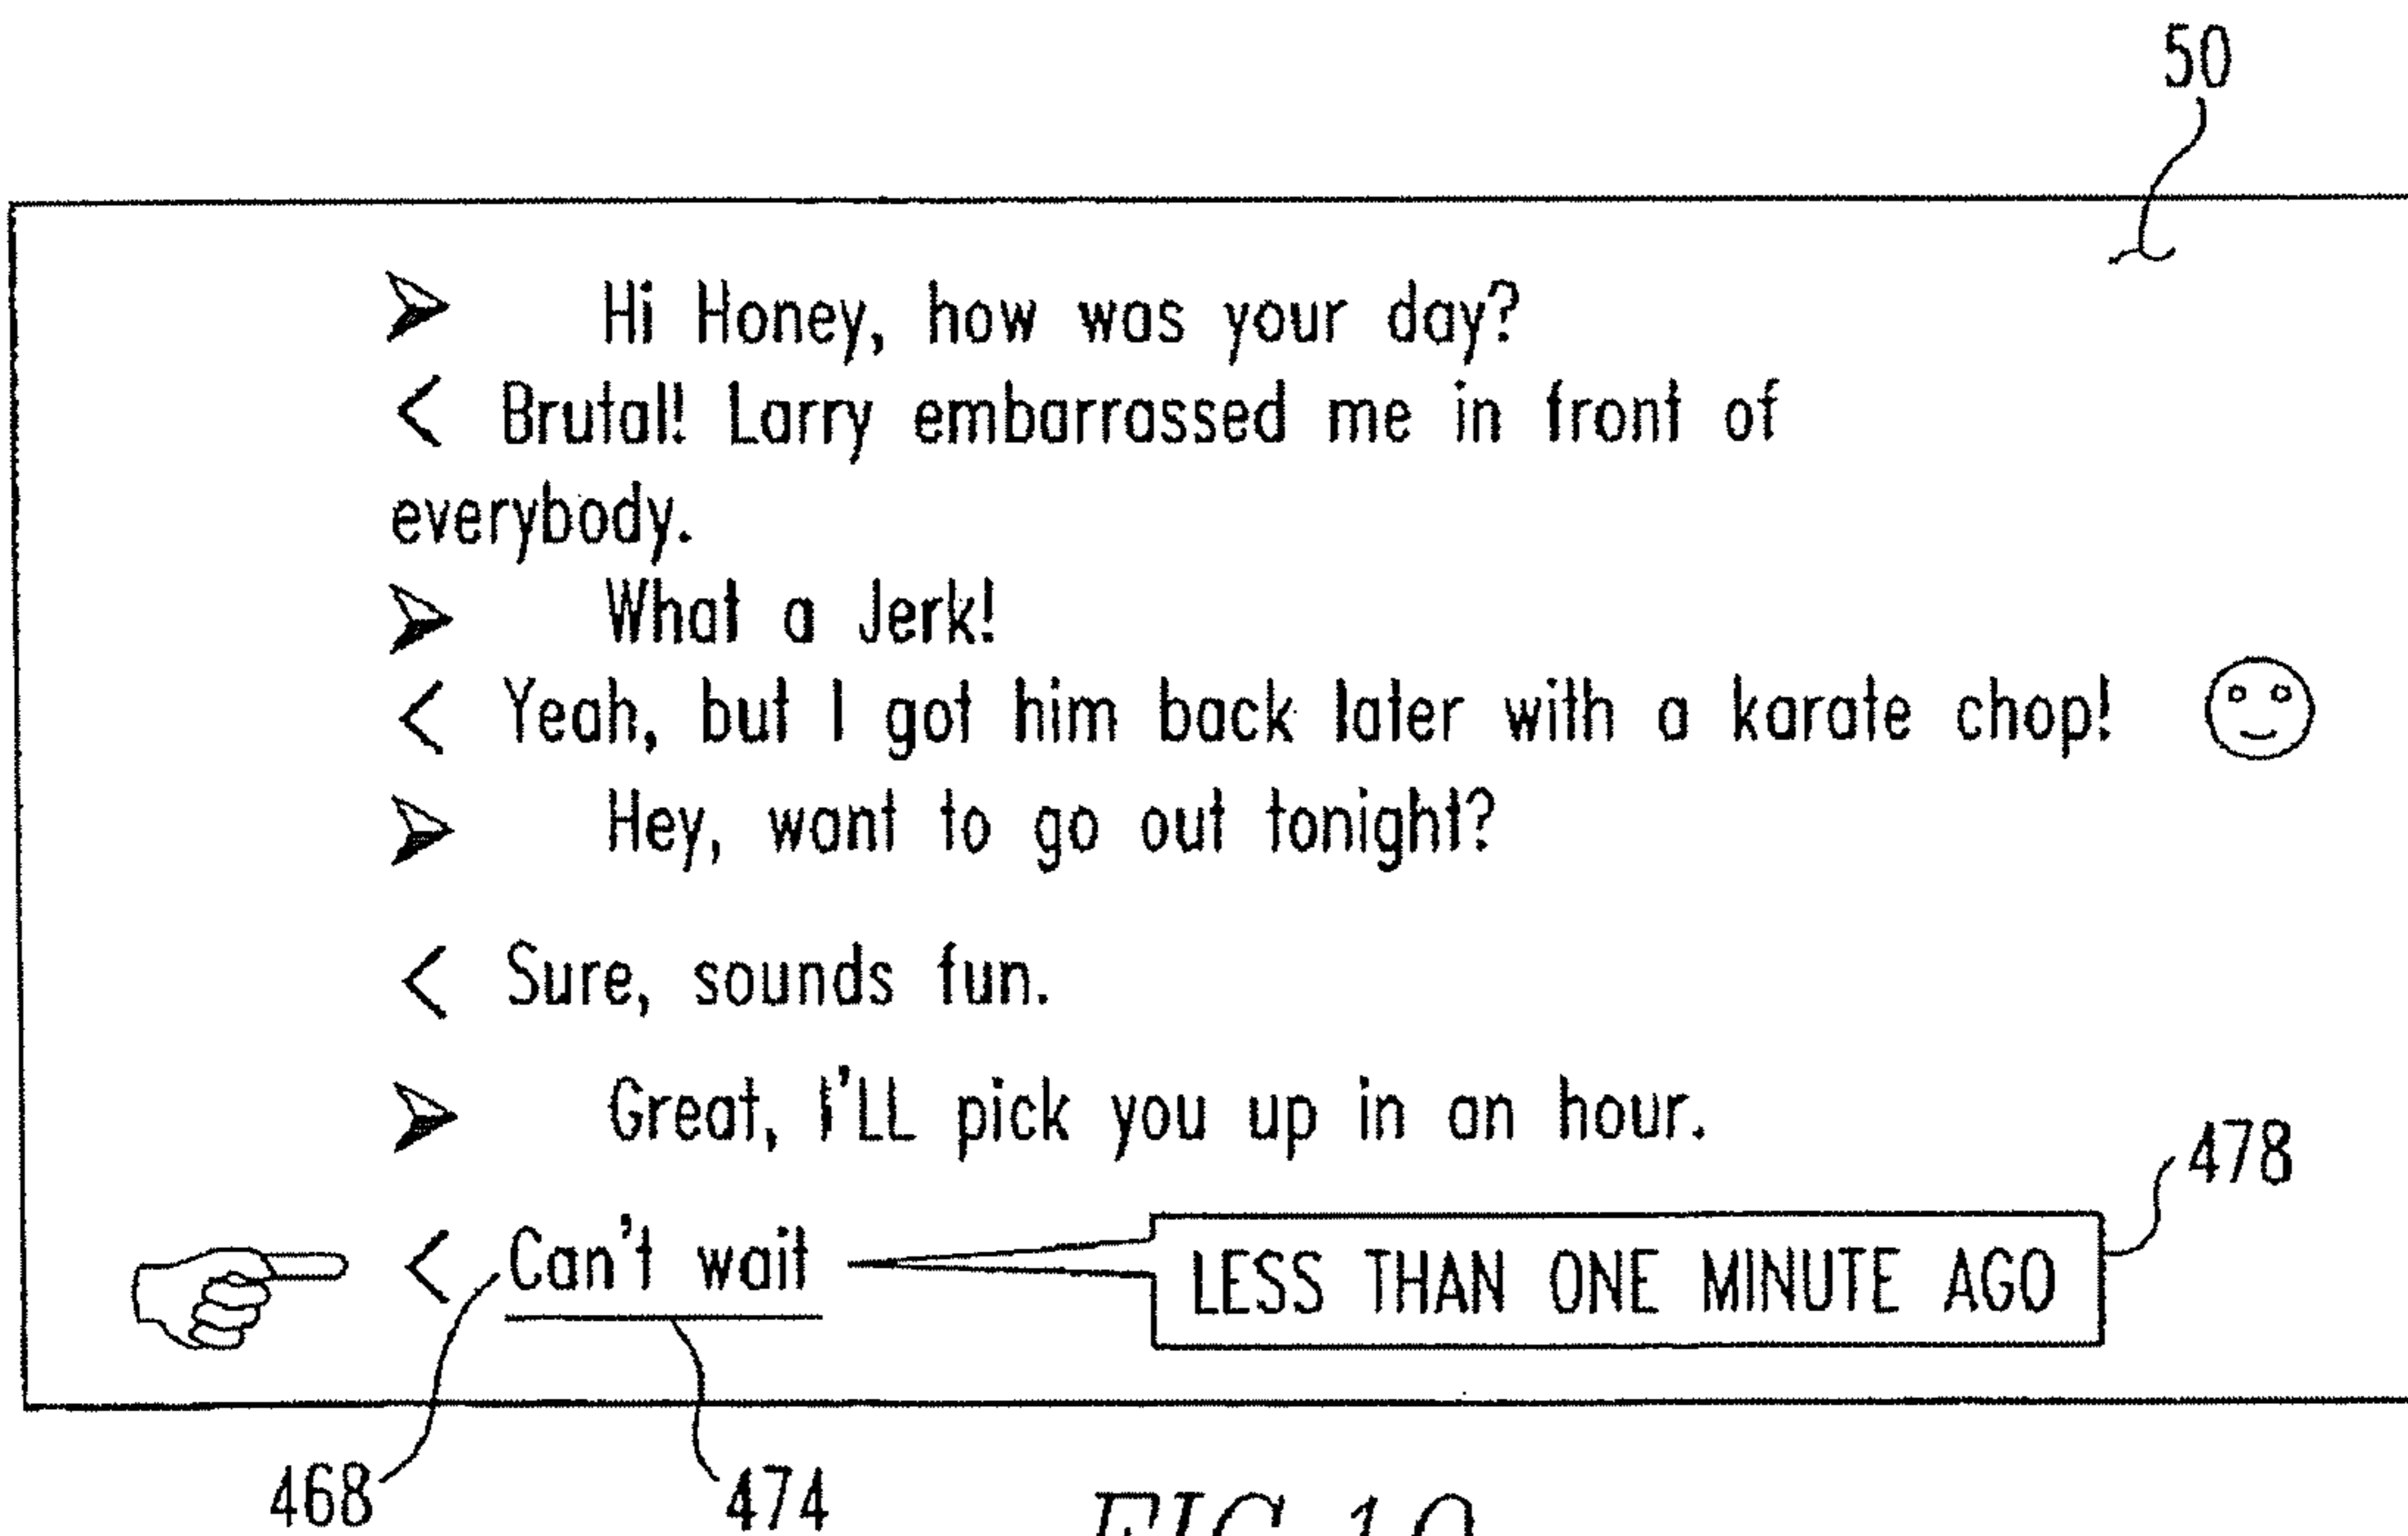 50
➢ Hi Honey, how was your day?
< Brutal! Larry embarrassed me in front of
everybody.
➢ What a Jerk!
< Yeah, but I got him back later with a karate chop!
➢ Hey, want to go out tonight?
< Sure, sounds fun.
➢ Great, I'LL pick you up in an hour.
478
< Can't wait LESS THAN ONE MINUTE AGO
468 474